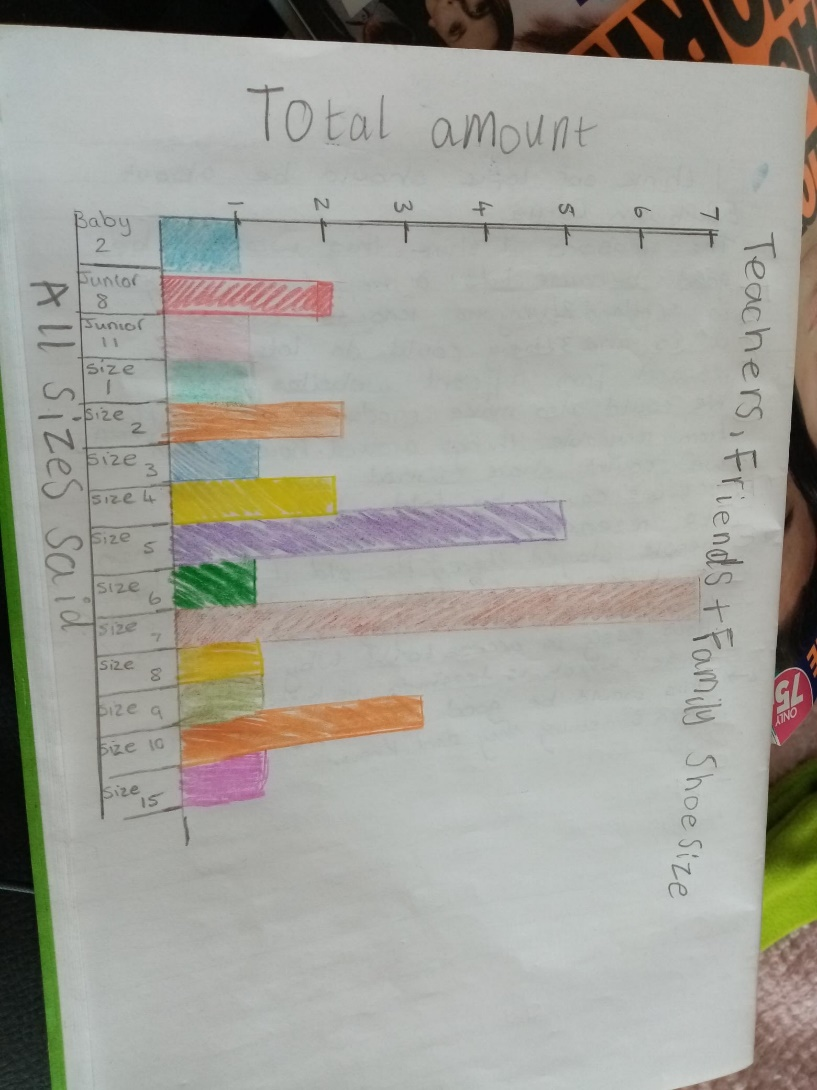 Total amount
1
2
3
4
5
6
7
Teachers, Friends + Family Shoe size
Baby 2
Junior 8
Junior 11
Size 1
Size 2
Size 3
Size 4
Size 5
Size 6
Size 7
Size 8
Size 9
Size 10
Size 15
All sizes said
ONLY
75